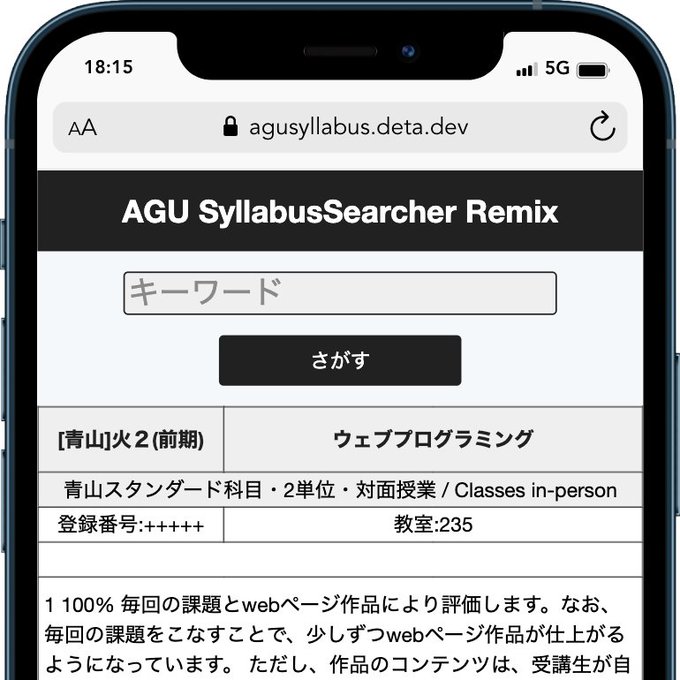 18:15
5G
AA
agusyllabus.deta.dev
AGU SyllabusSearcher Remix
キーワード
さがす
[青山]火２(前期)
ウェブプログラミング
青山スタンダード科目・2単位・対面授業 / Classes in-person
登録番号:+++++
教室:235
1 100% 毎回の課題とwebページ作品により評価します。なお、
毎回の課題をこなすことで、少しずつwebページ作品が仕上がる
ようになっています。 ただし、作品のコンテンツは、受講生が自